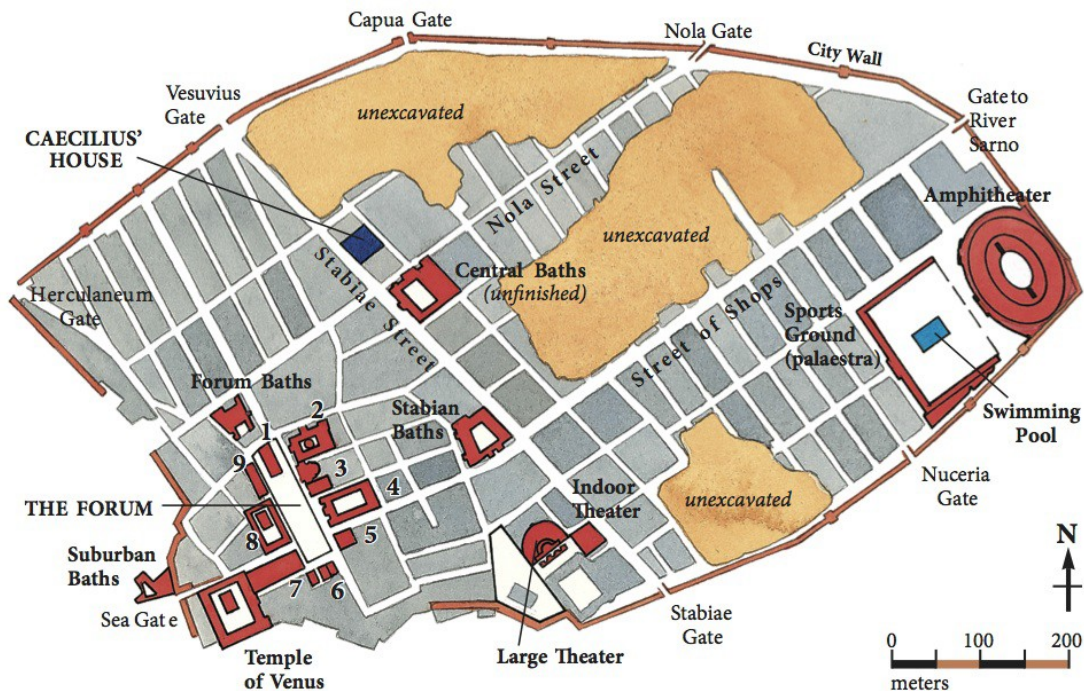 Capua Gate
Nola Gate
City Wall
Vesuvius
Gate
Gate to
River
Sarno
unexcavated
CAECILIUS’
HOUSE
Amphitheater
Nola Street
unexcavated
Stabiae Street
Central Baths
(unfinished)
Herculaneum
Gate
Street of Shops
Sports
Ground
(palaestra)
Forum Baths
2
1
Stabian
Baths
Swimming
Pool
3
9
4
Indoor
Theater
unexcavated
Nuceria
Gate
THE FORUM
8
5
N
Suburban
Baths
7
6
Sea Gate
Stabiae
Gate
Large Theater
Temple
of Venus
0
100
200
meters